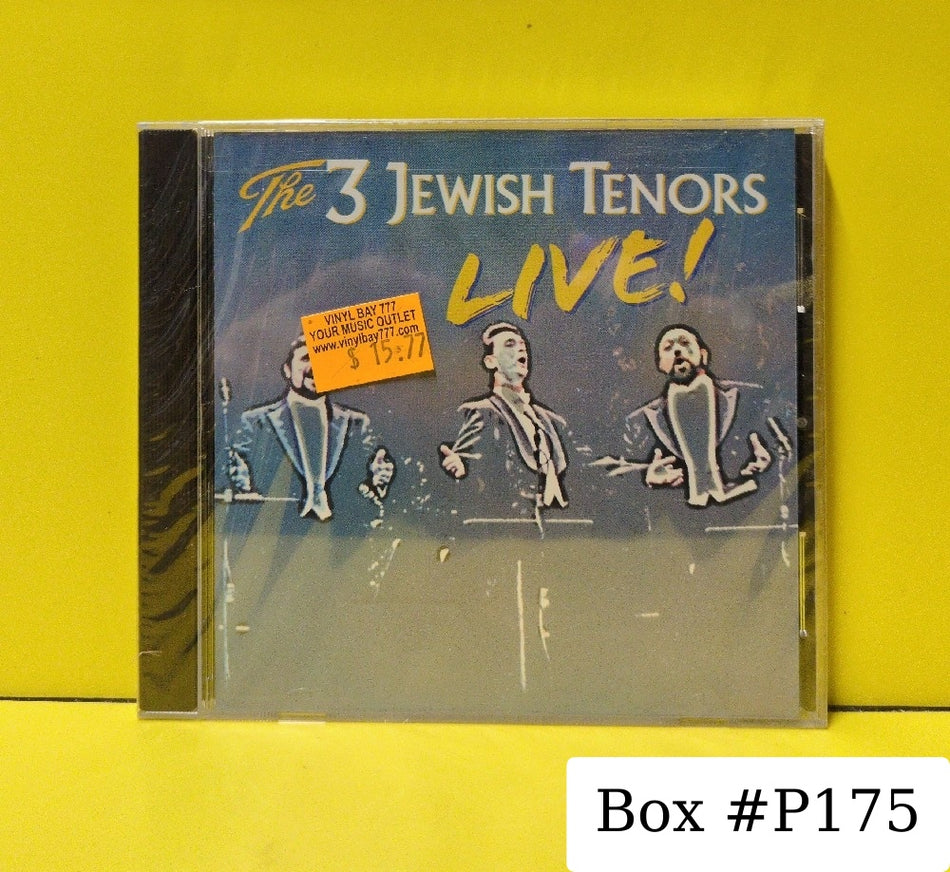 The 3 JEWISH TENORS
LIVE!
VINYL BAY 777
YOUR MUSIC OUTLET
www.vinylbay777.com
$ 15.77
Box #P175